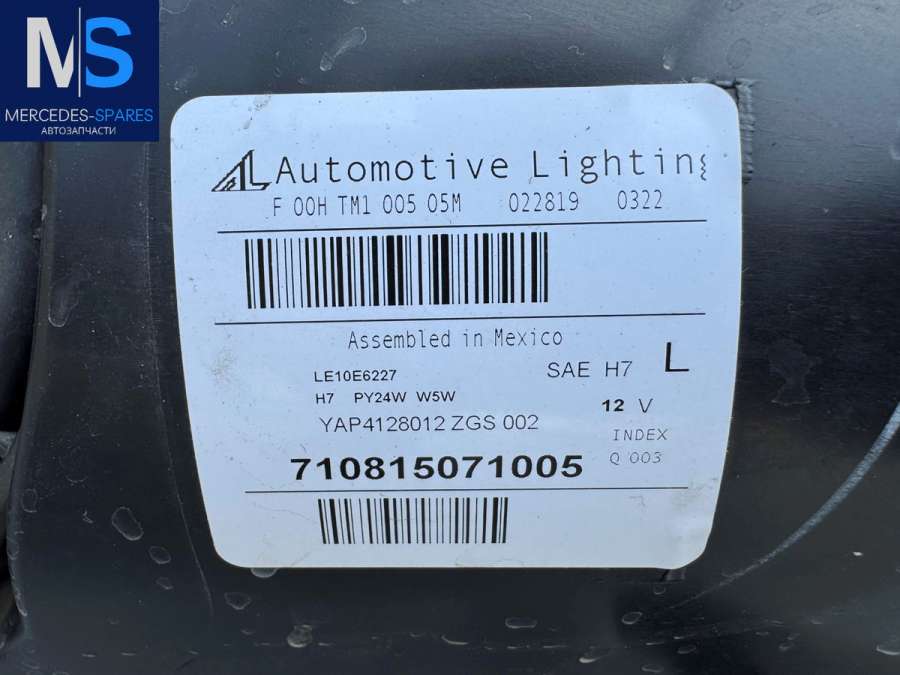 MS
MERCEDES-SPARES
АВТОЗАПЧАСТИ
AL Automotive Lighting
F 00H TM1 005 05M 022819 0322
Assembled in Mexico
LE10E6227
SAE H7 L
H7 PY24W W5W
12 V
YAP4128012 ZGS 002
INDEX
Q 003
710815071005